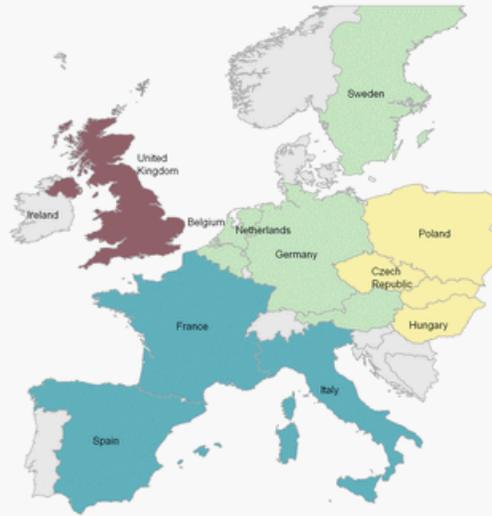 Sweden
United
Kingdom
Ireland
Belgium
Netherlands
Poland
Germany
Czech
Republic
France
Hungary
Italy
Spain